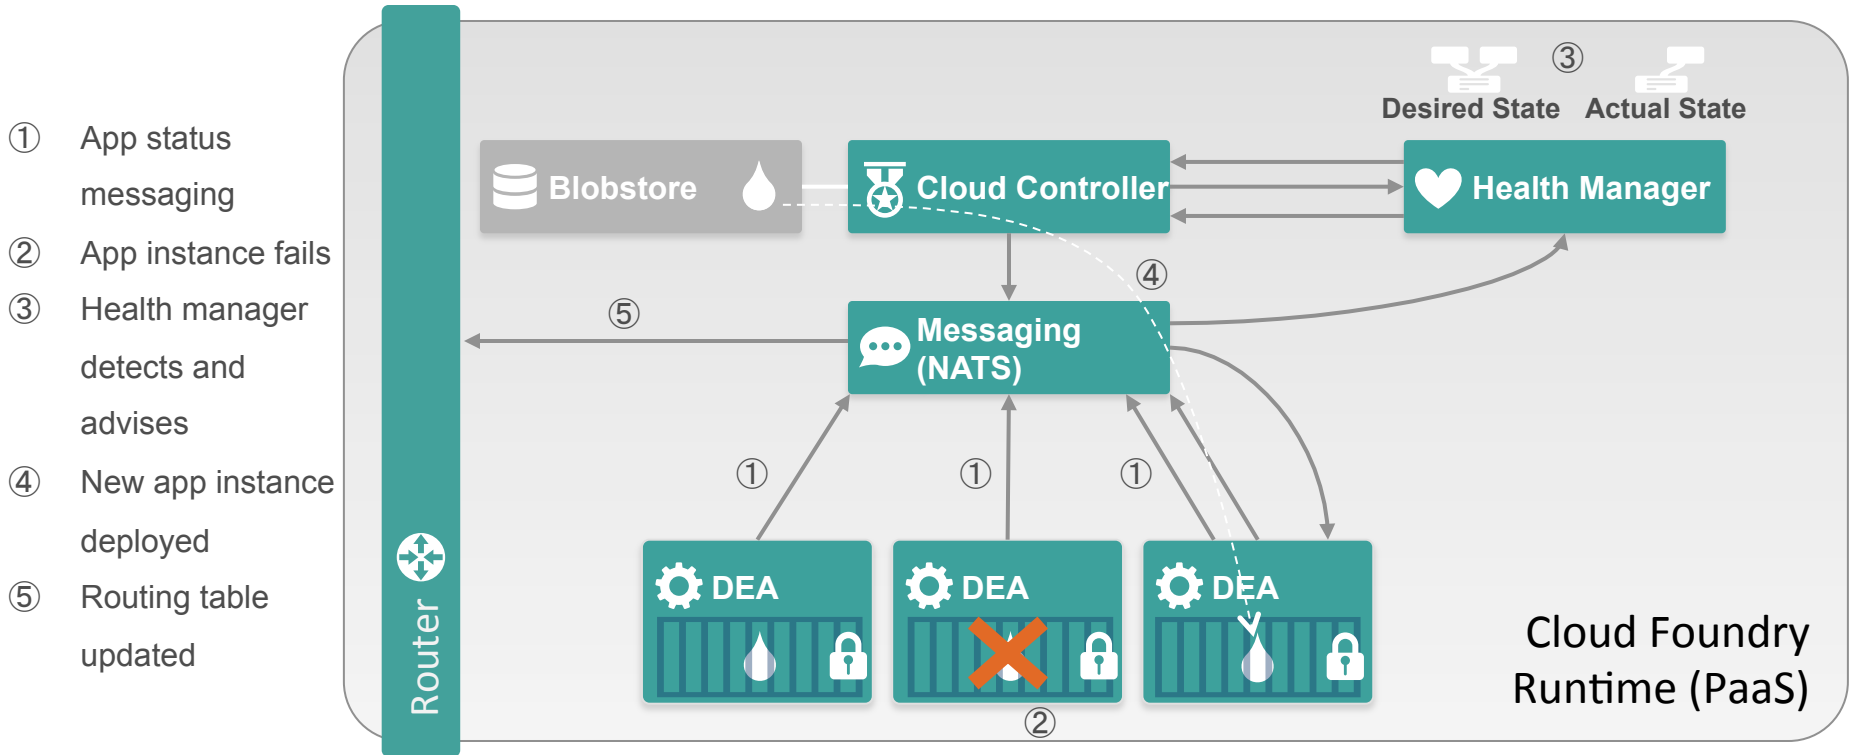 ① App status
messaging
② App instance fails
③ Health manager
detects and
advises
④ New app instance
deployed
⑤ Routing table
updated
Router
③
Desired State Actual State
Blobstore
Cloud Controller
Health Manager
④
⑤
Messaging
(NATS)
① ① ①
DEA DEA DEA
②
Cloud Foundry
Runtime (PaaS)